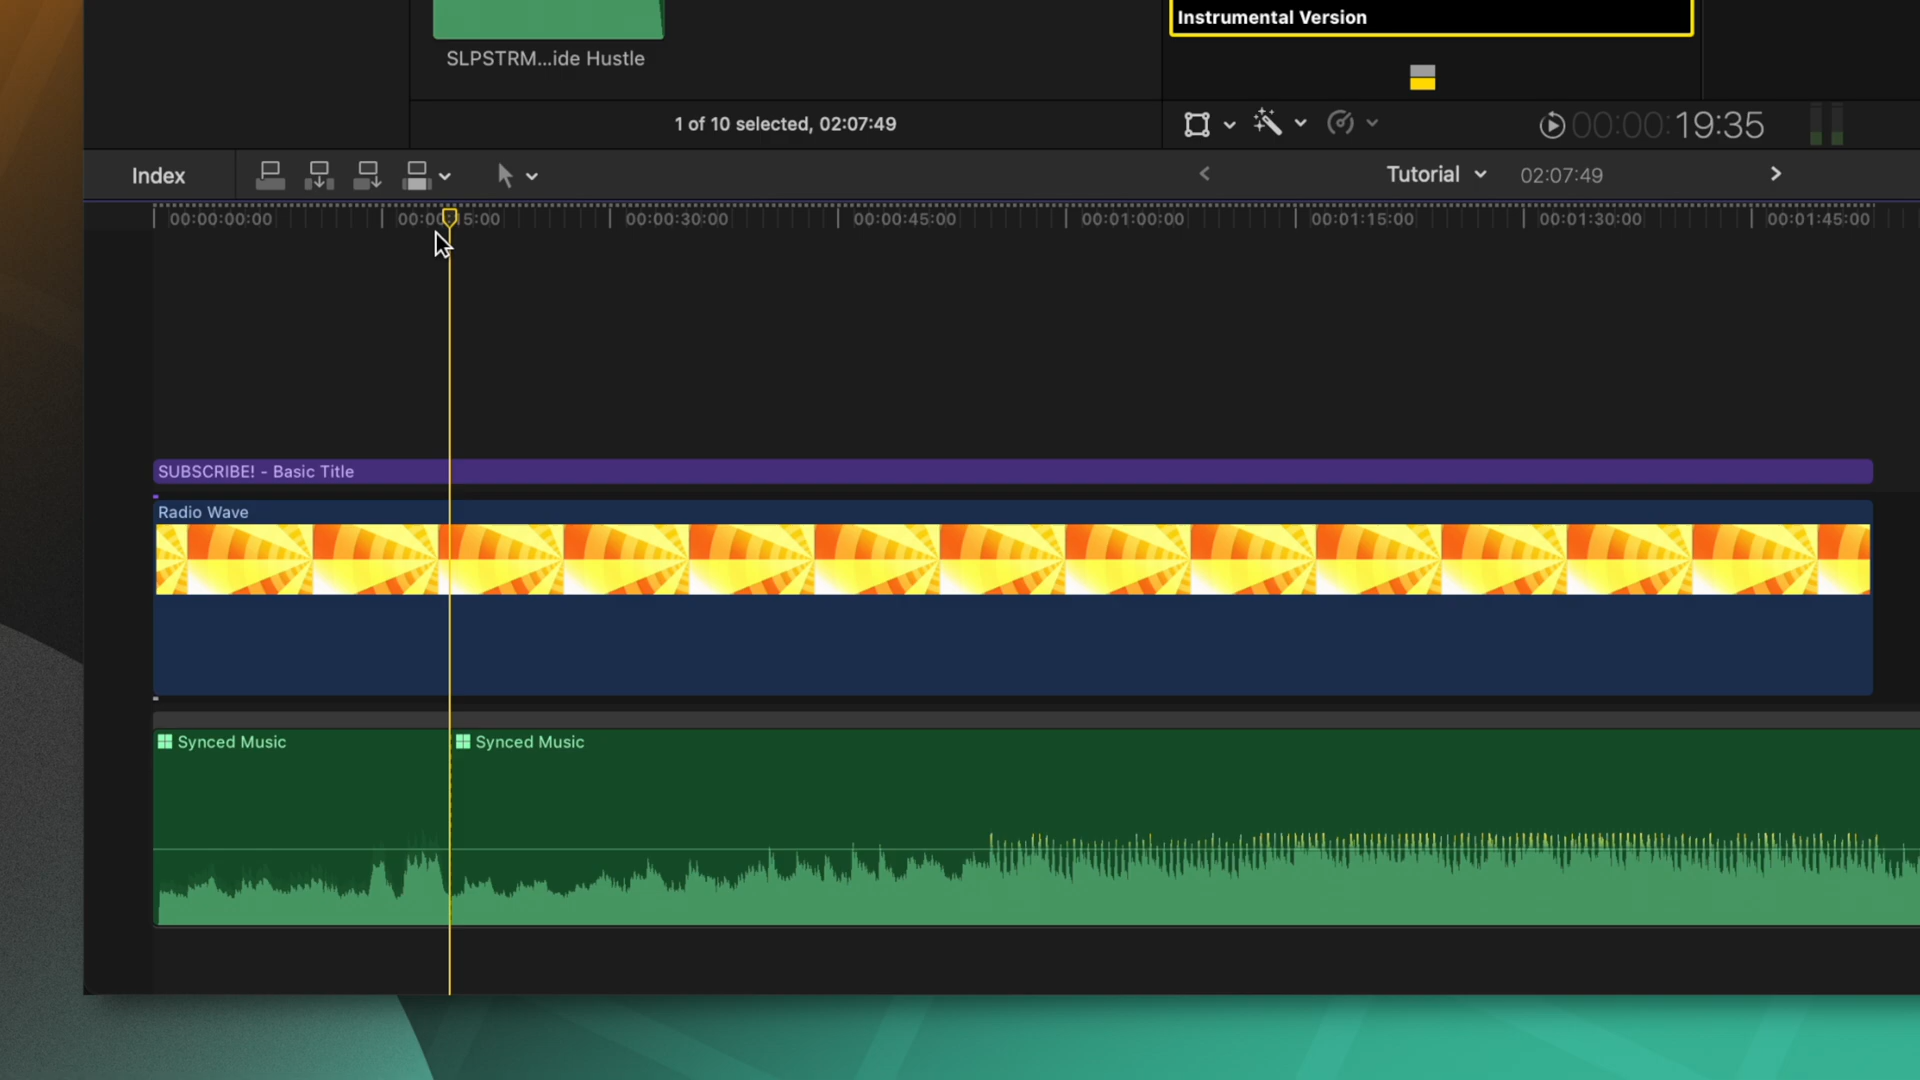 Instrumental Version
SLPSTRM...ide Hustle
1 of 10 selected, 02:07:49
00:00:00:19:35
Index
Tutorial
02:07:49
00:00:00:00
00:00:15:00
00:00:30:00
00:00:45:00
00:01:00:00
00:01:15:00
00:01:30:00
00:01:45:00
SUBSCRIBE! - Basic Title
Radio Wave
Synced Music
Synced Music